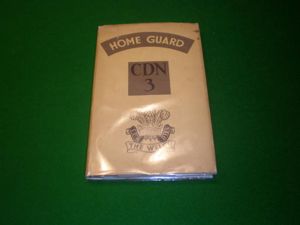 HOME GUARD
CDN
3
THE WELCH